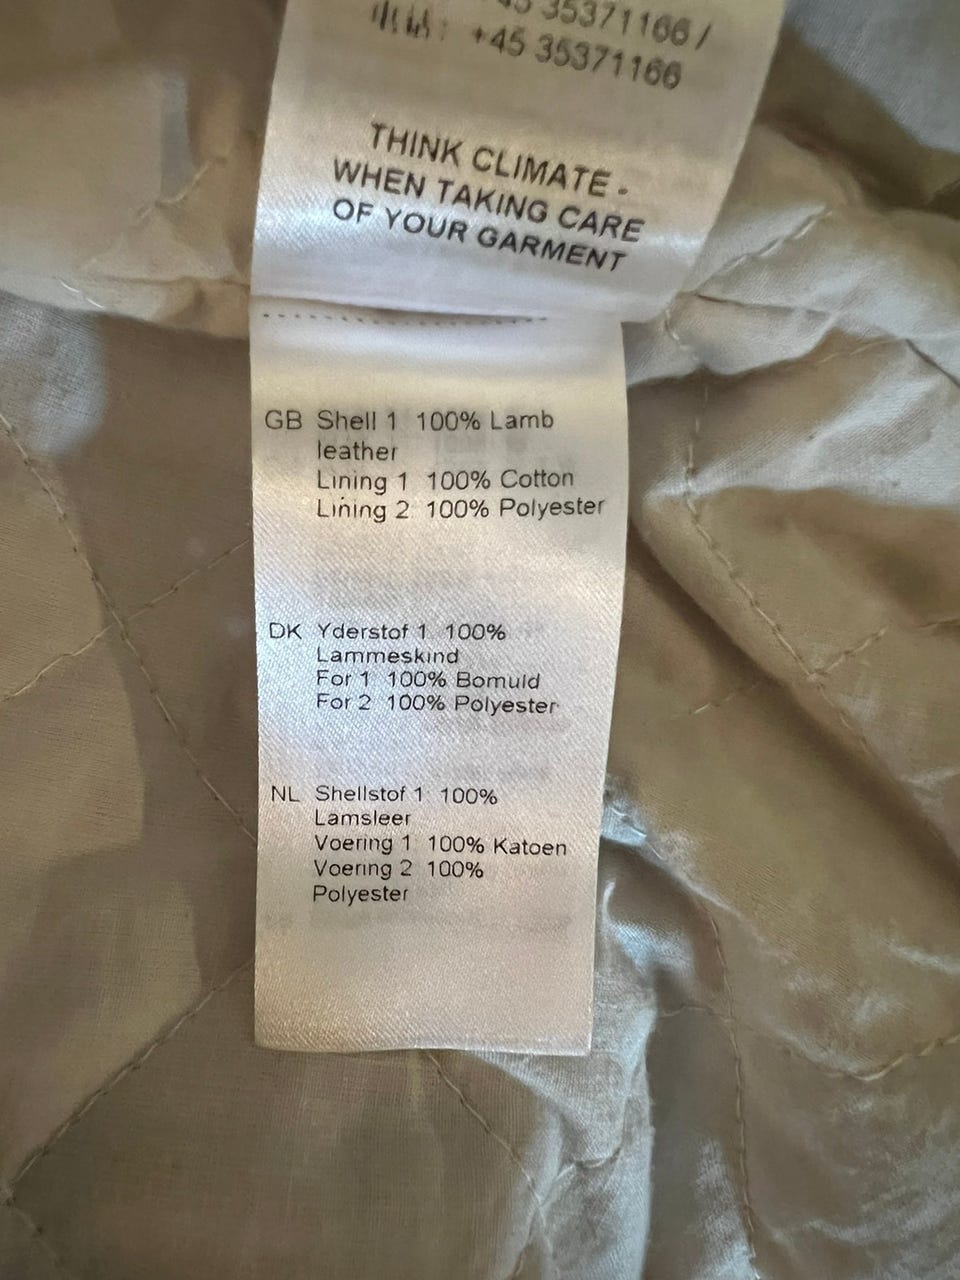 +45 35371166 /
: +45 35371166
THINK CLIMATE -
WHEN TAKING CARE
OF YOUR GARMENT
GB Shell 1 100% Lamb
leather
Lining 1 100% Cotton
Lining 2 100% Polyester
DK Yderstof 1 100%
Lammeskind
For 1 100% Bomuld
For 2 100% Polyester
NL Shellstof 1 100%
Lamsleer
Voering 1 100% Katoen
Voering 2 100%
Polyester